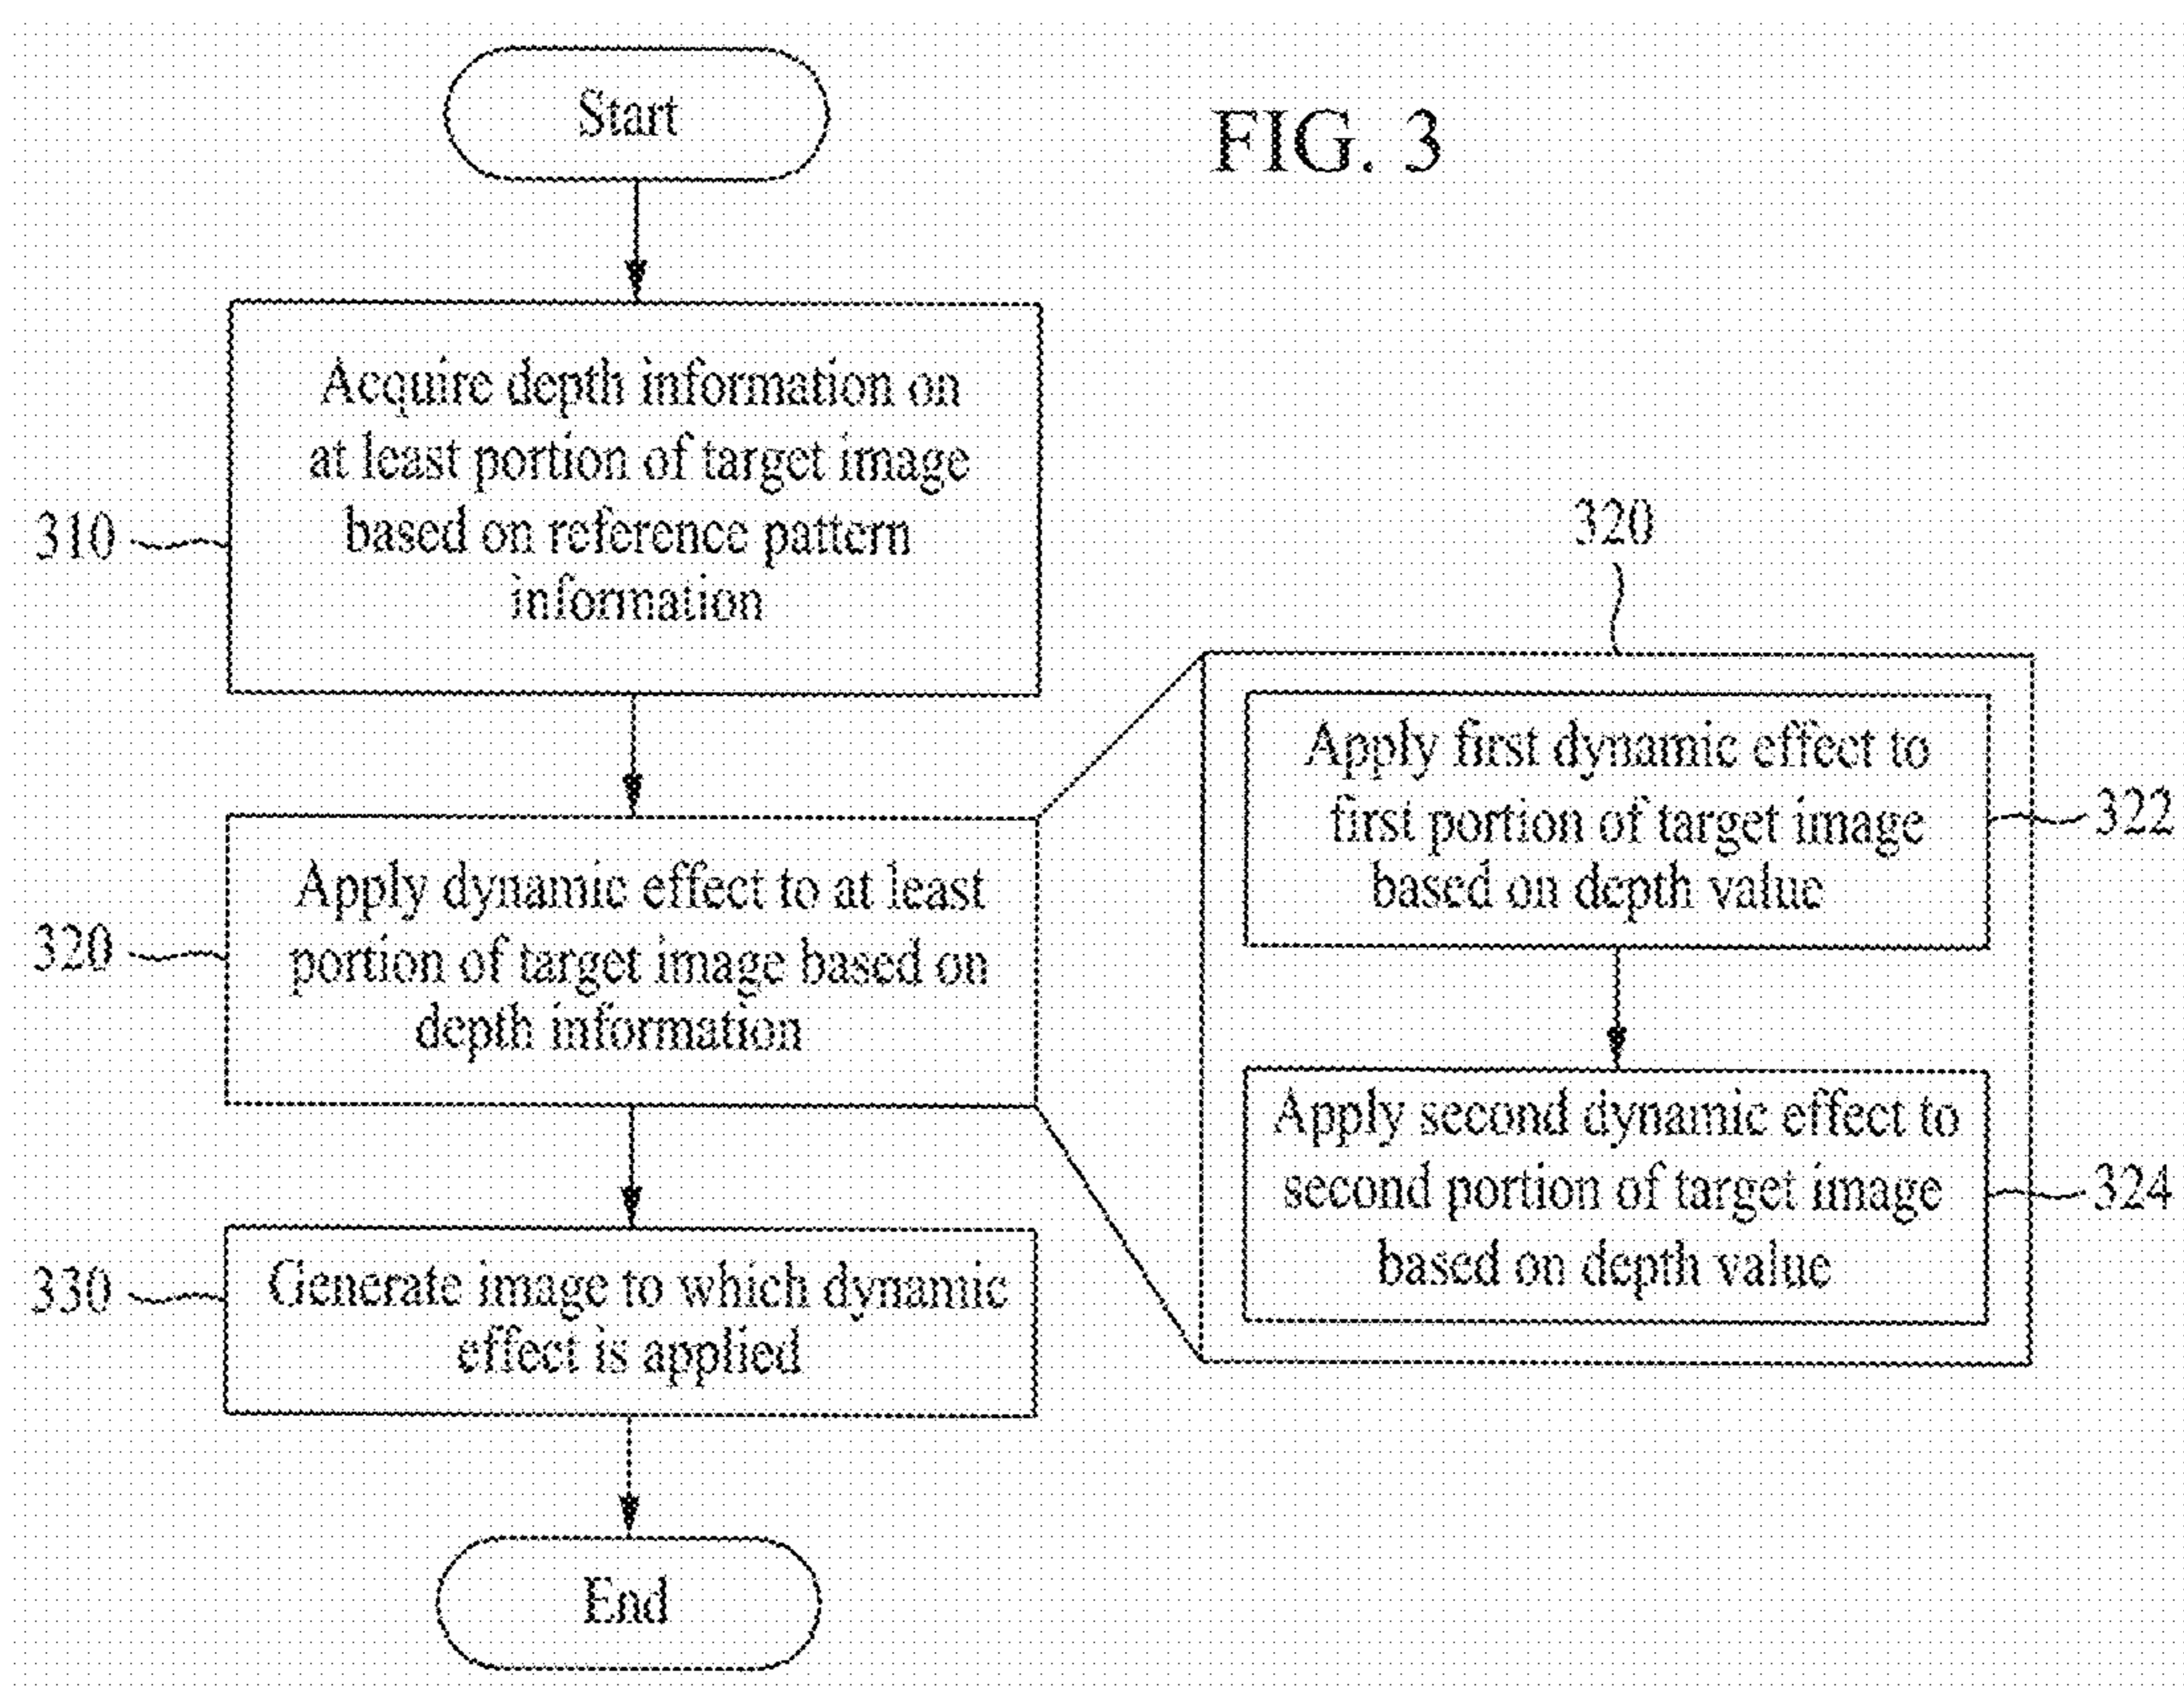 Start
FIG. 3
Acquire depth information on
at least portion of target image
based on reference pattern
information
310
Apply dynamic effect to at least
portion of target image based on
depth information
320
Generate image to which dynamic
effect is applied
330
End
320
Apply first dynamic effect to
first portion of target image
based on depth value
322
Apply second dynamic effect to
second portion of target image
based on depth value
324